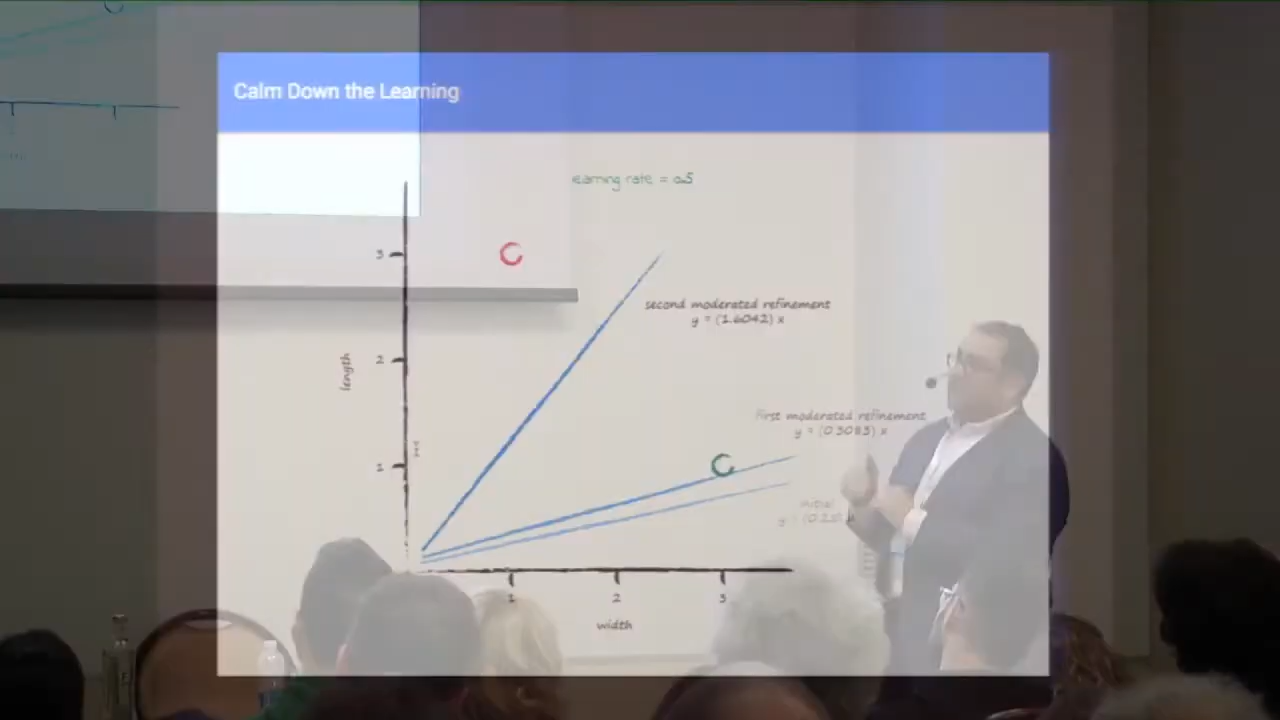 Calm Down the Learning
learning rate = 0.5
3
second moderated refinement
y = (1.6042) x
length
2
first moderated refinement
y = (0.3083) x
1
initial
1
2
3
width